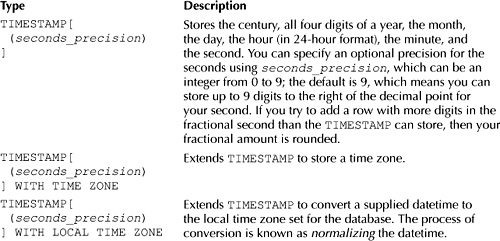 Type Description
TIMESTAMP[ Stores the century, all four digits of a year, the month,
(seconds_precision) the day, the hour (in 24-hour format), the minute, and
] the second. You can specify an optional precision for the
seconds using seconds_precision, which can be an
integer from 0 to 9; the default is 9, which means you can
store up to 9 digits to the right of the decimal point for
your second. If you try to add a row with more digits in the
fractional second than the TIMESTAMP can store, then your
fractional amount is rounded.
TIMESTAMP[ Extends TIMESTAMP to store a time zone.
(seconds_precision)
] WITH TIME ZONE
TIMESTAMP[ Extends TIMESTAMP to convert a supplied datetime to
(seconds_precision) the local time zone set for the database. The process of
] WITH LOCAL TIME ZONE conversion is known as normalizing the datetime.